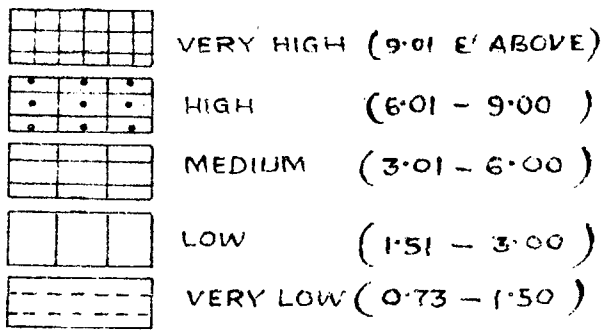 VERY HIGH (9·01 & ABOVE)
HIGH (6·01 – 9·00 )
MEDIUM (3·01 – 6·00 )
LOW (1·51 – 3·00 )
VERY LOW ( 0·73 – 1·50 )